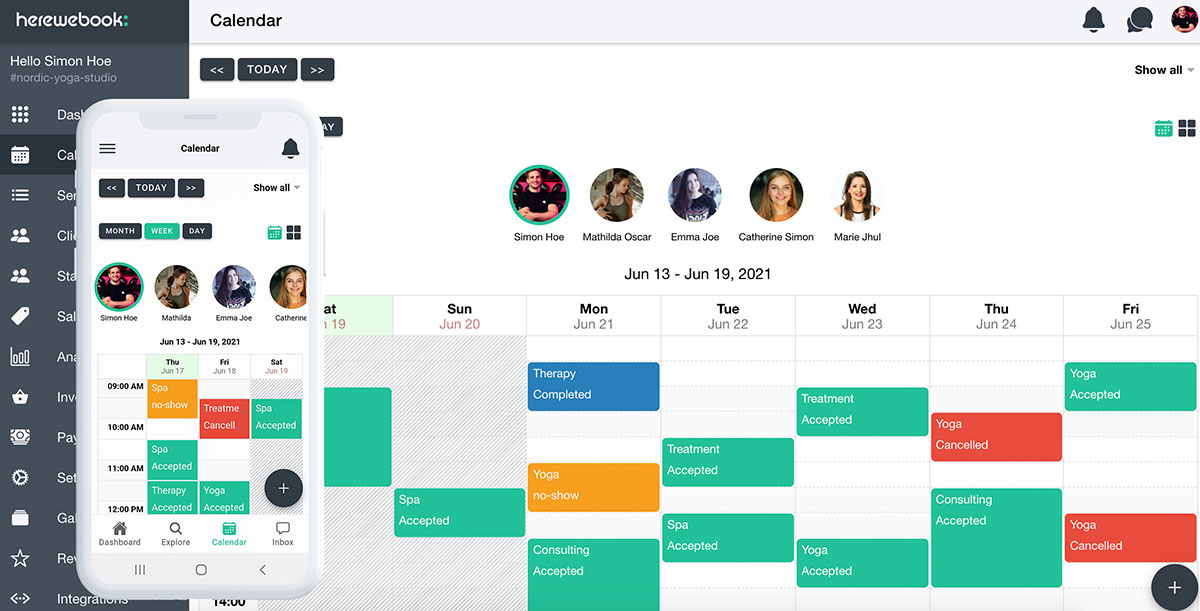 herewebook:
Calendar
Hello Simon Hoe
#nordic-yoga-studio
<< TODAY >>
Show all
Das
Cal
Ser
Clie
Sta
Sal
Ana
Inv
Pay
Set
Gal
Rev
Integrations
AY
Simon Hoe
Mathilda Oscar
Emma Joe
Catherine Simon
Marie Jhul
Jun 13 - Jun 19, 2021
at
n 19
Sun
Jun 20
Mon
Jun 21
Tue
Jun 22
Wed
Jun 23
Thu
Jun 24
Fri
Jun 25
Spa
Accepted
Therapy
Completed
Yoga
no-show
Consulting
Accepted
Treatment
Accepted
Spa
Accepted
Treatment
Accepted
Yoga
Accepted
Yoga
Cancelled
Consulting
Accepted
Yoga
Accepted
Yoga
Cancelled
14:00
+
Calendar
<< TODAY >>
Show all
MONTH WEEK DAY
Simon Hoe
Mathilda
Emma Joe
Catherine
Jun 13 - Jun 19, 2021
Thu
Jun 17
Fri
Jun 18
Sat
Jun 19
09:00 AM
10:00 AM
11:00 AM
12:00 PM
Spa
no-show
Spa
Accepted
Therapy
Accepted
Treatme
Cancell
Yoga
Accepted
Spa
Accepted
+
Dashboard
Explore
Calendar
Inbox